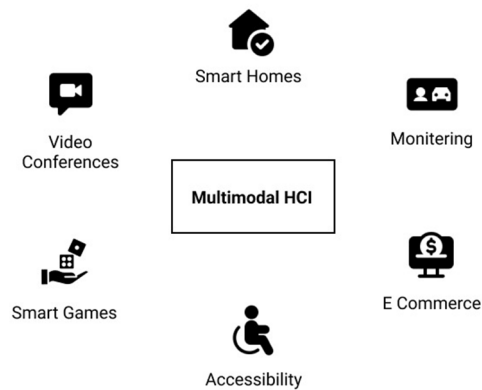 Smart Homes
Video
Conferences
Monitering
Multimodal HCI
Smart Games
E Commerce
Accessibility